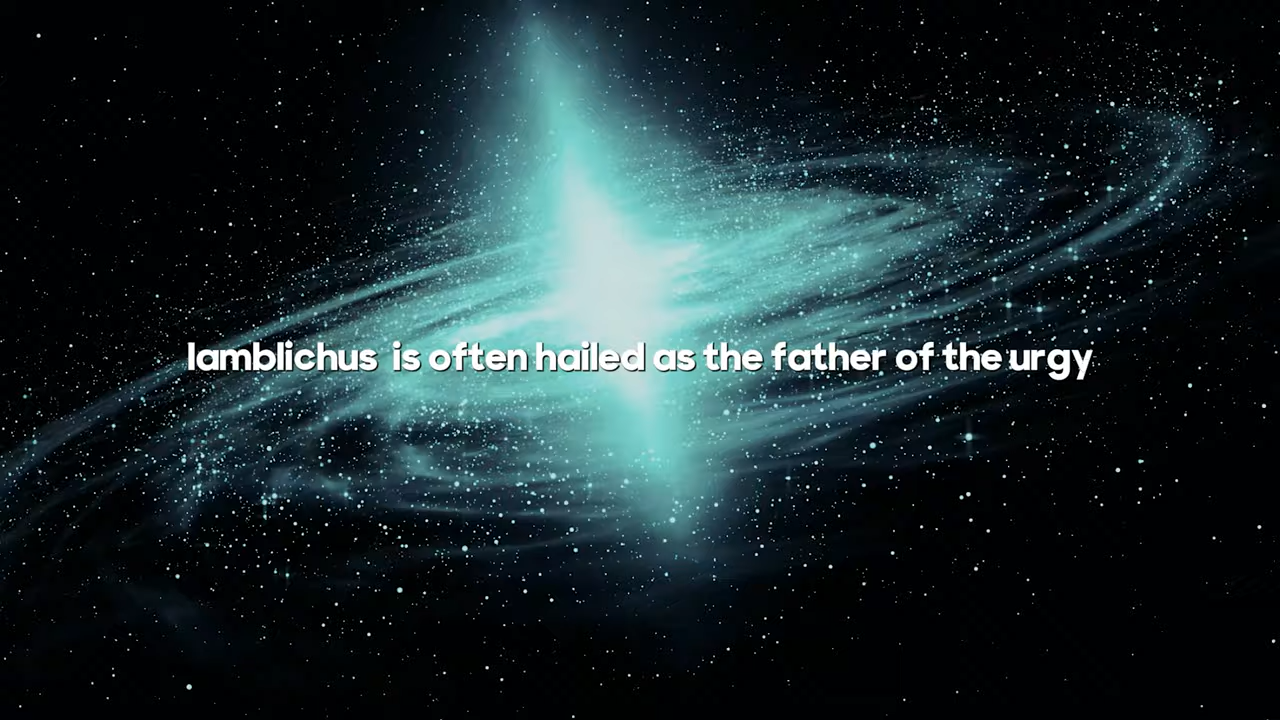 Iamblichus is often hailed as the father of the urgy